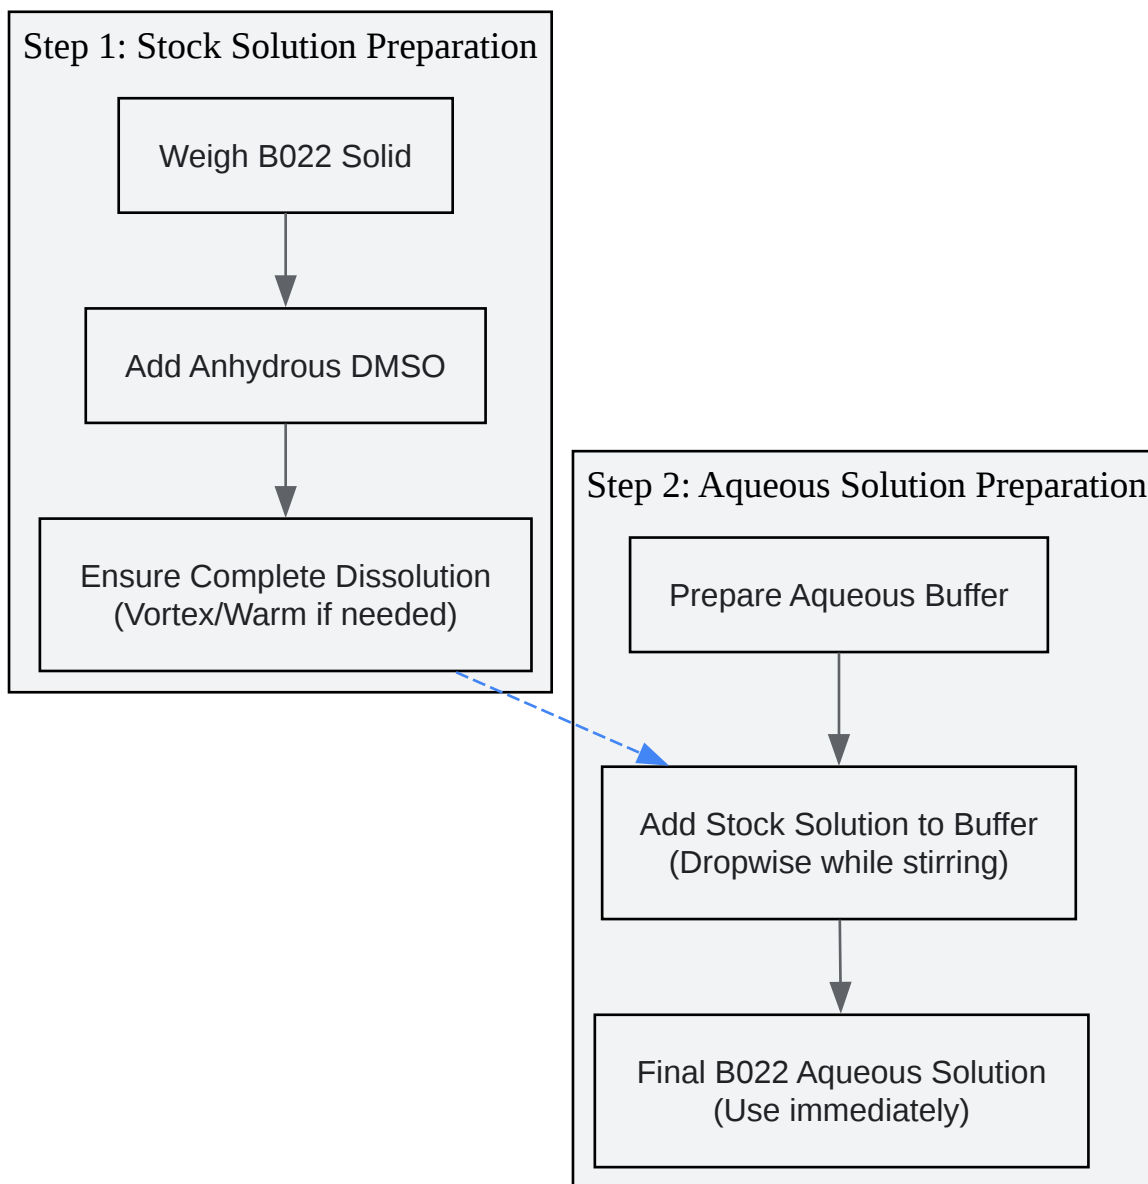 Step 1: Stock Solution Preparation
Weigh B022 Solid
Add Anhydrous DMSO
Ensure Complete Dissolution
(Vortex/Warm if needed)
Step 2: Aqueous Solution Preparation
Prepare Aqueous Buffer
Add Stock Solution to Buffer
(Dropwise while stirring)
Final B022 Aqueous Solution
(Use immediately)